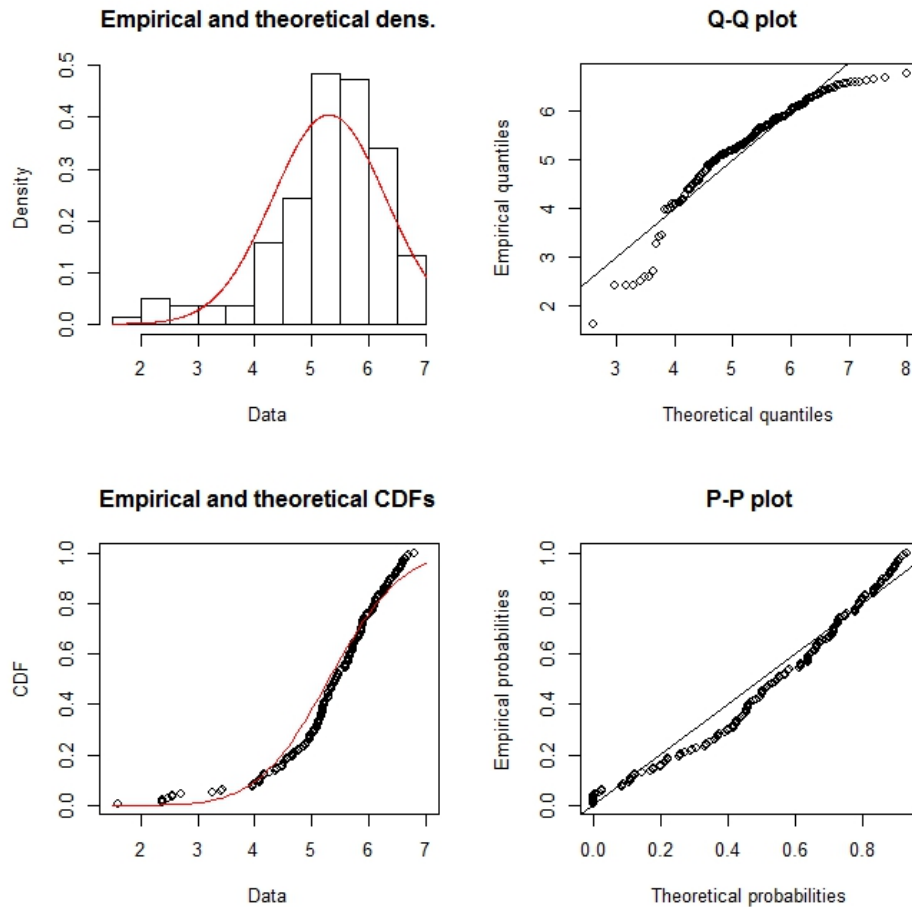 Empirical and theoretical dens.
Density
0.0 0.1 0.2 0.3 0.4 0.5
2 3 4 5 6 7
Data
Q-Q plot
Empirical quantiles
2 3 4 5 6
3 4 5 6 7 8
Theoretical quantiles
Empirical and theoretical CDFs
CDF
0.0 0.2 0.4 0.6 0.8 1.0
2 3 4 5 6 7
Data
P-P plot
Empirical probabilities
0.0 0.2 0.4 0.6 0.8 1.0
0.0 0.2 0.4 0.6 0.8
Theoretical probabilities